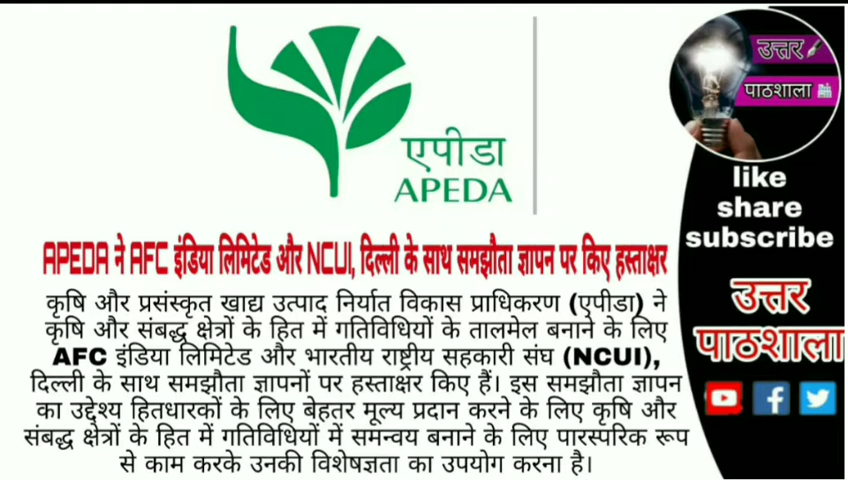 एपीडा
APEDA
उत्तर
पाठशाला
like
share
subscribe
उत्तर
पाठशाला
APEDA ने AFC इंडिया लिमिटेड और NCUI, दिल्ली के साथ समझौता ज्ञापन पर किए हस्ताक्षर
कृषि और प्रसंस्कृत खाद्य उत्पाद निर्यात विकास प्राधिकरण (एपीडा) ने
कृषि और संबद्ध क्षेत्रों के हित में गतिविधियों के तालमेल बनाने के लिए
AFC इंडिया लिमिटेड और भारतीय राष्ट्रीय सहकारी संघ (NCUI),
दिल्ली के साथ समझौता ज्ञापनों पर हस्ताक्षर किए हैं। इस समझौता ज्ञापन
का उद्देश्य हितधारकों के लिए बेहतर मूल्य प्रदान करने के लिए कृषि और
संबद्ध क्षेत्रों के हित में गतिविधियों में समन्वय बनाने के लिए पारस्परिक रूप
से काम करके उनकी विशेषज्ञता का उपयोग करना है।